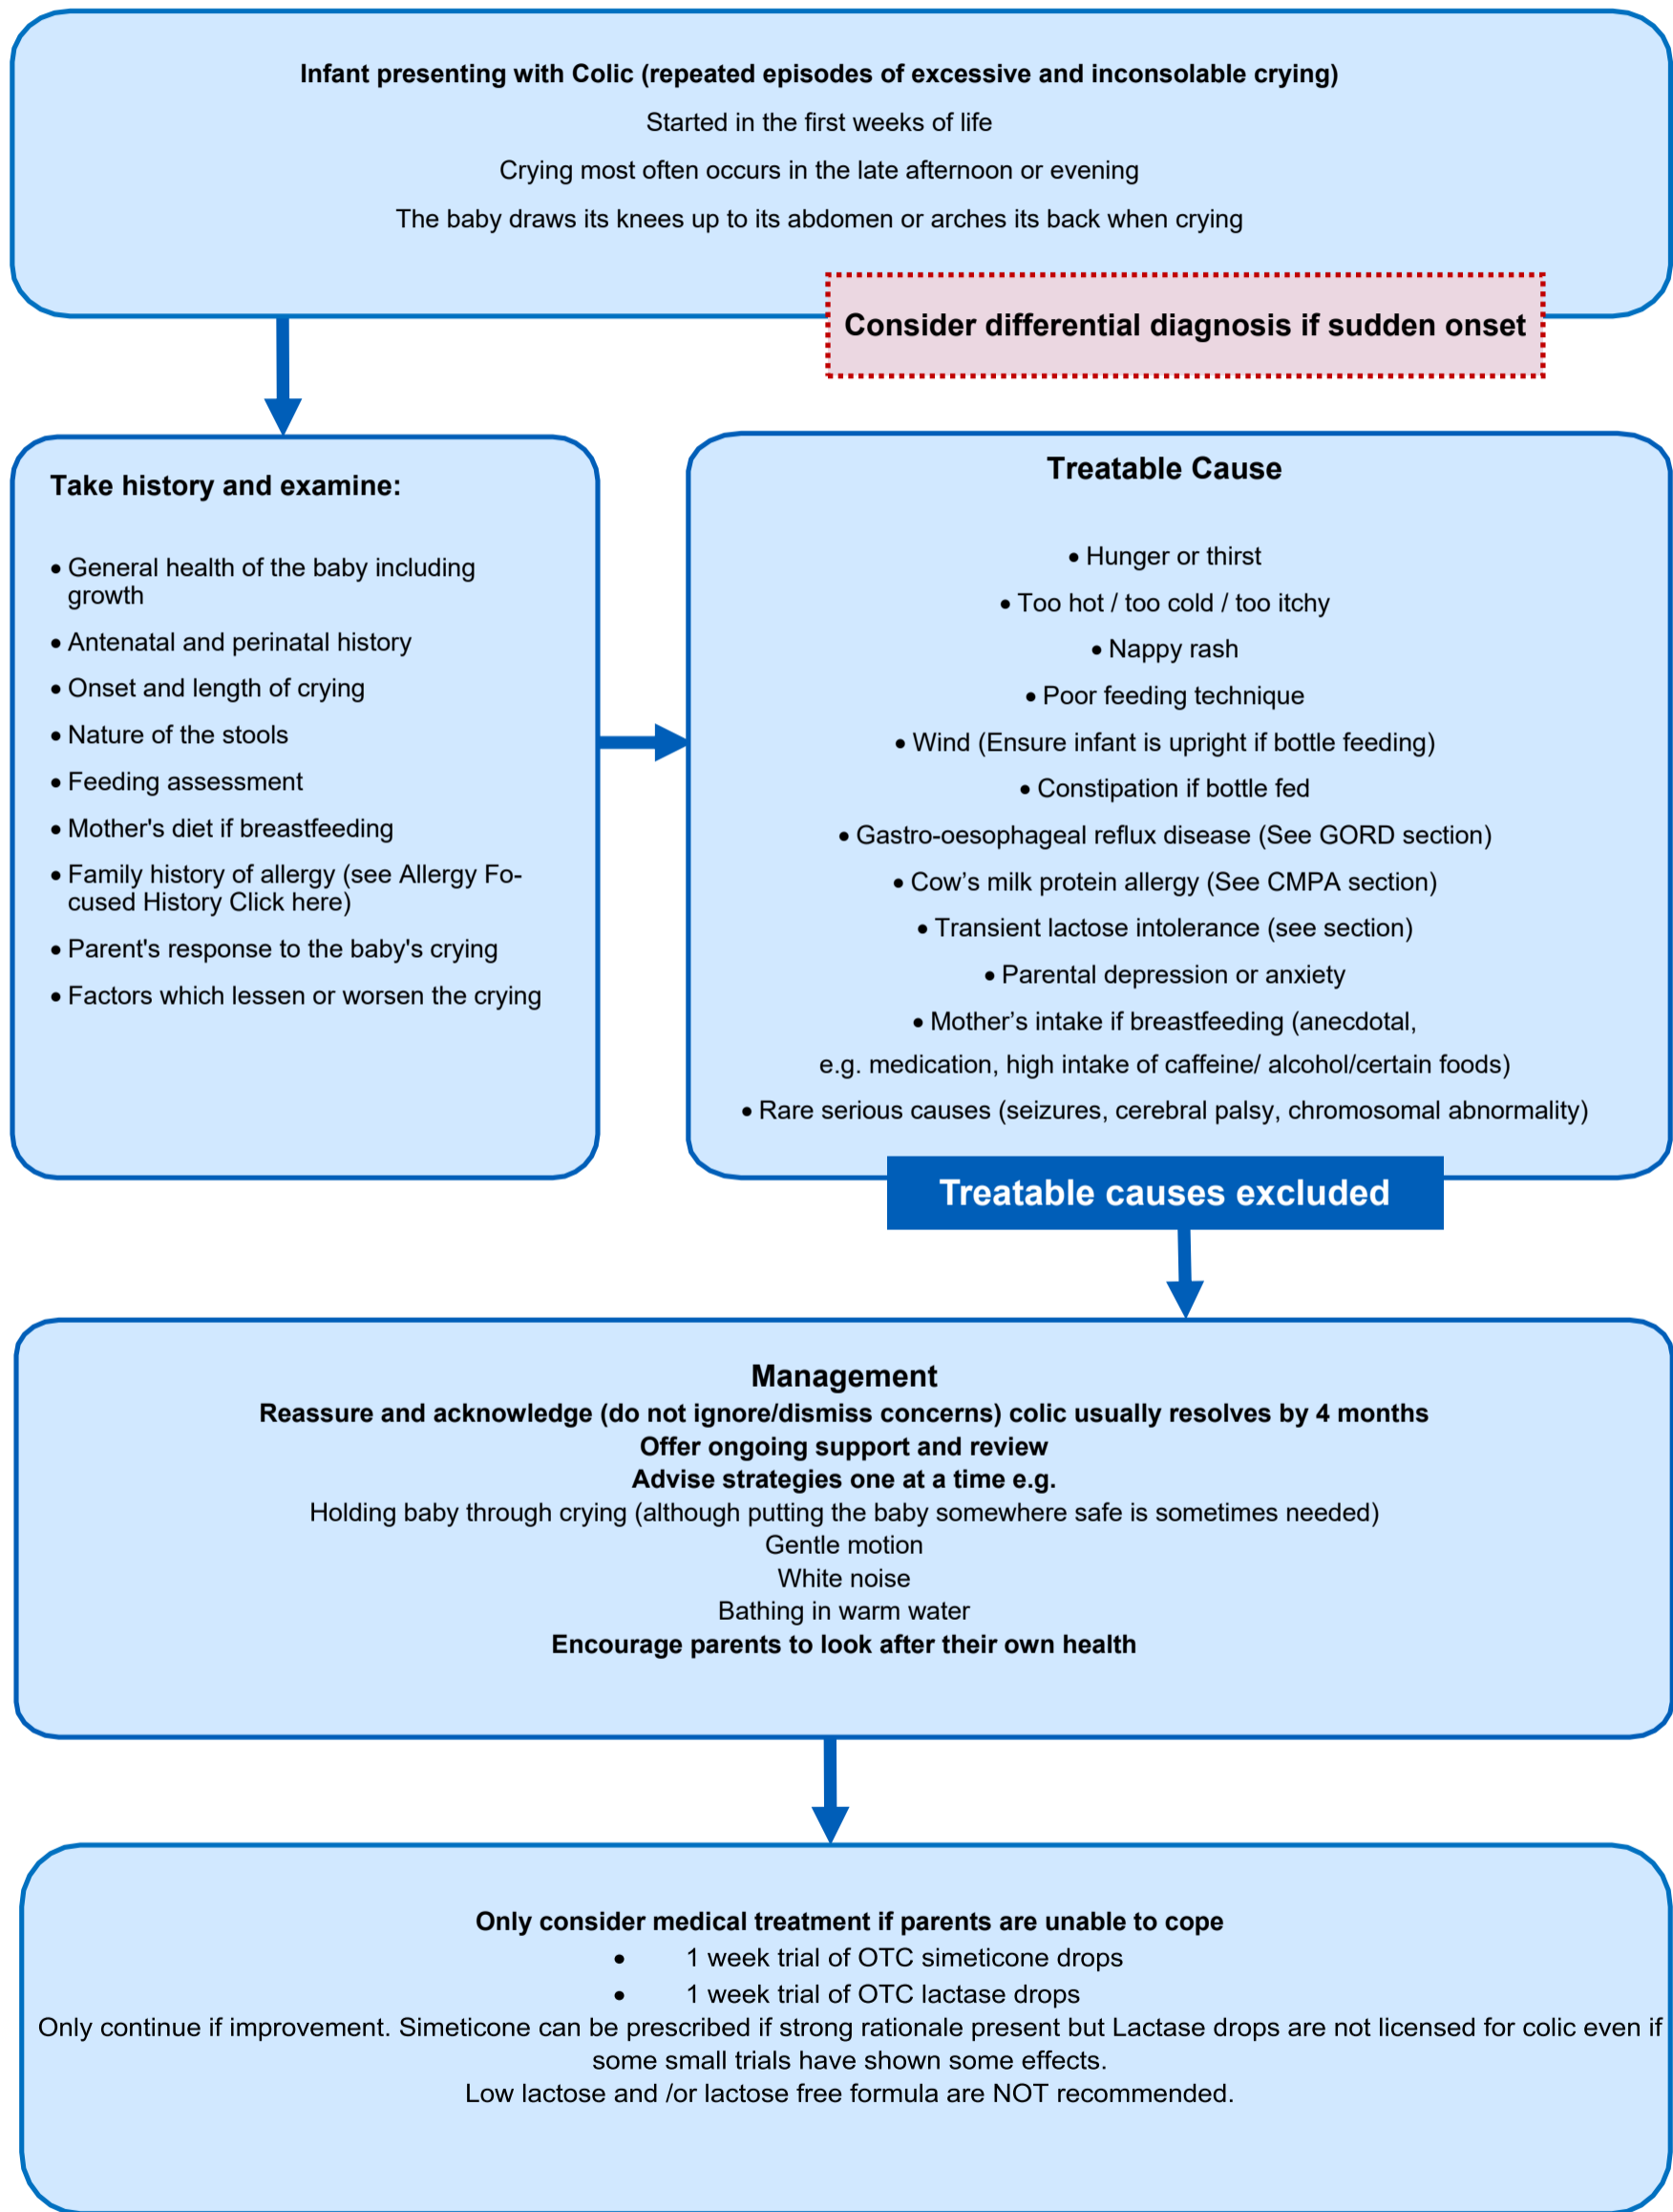 Infant presenting with Colic (repeated episodes of excessive and inconsolable crying)
Started in the first weeks of life
Crying most often occurs in the late afternoon or evening
The baby draws its knees up to its abdomen or arches its back when crying
Consider differential diagnosis if sudden onset
Take history and examine:
• General health of the baby including
growth
• Antenatal and perinatal history
• Onset and length of crying
• Nature of the stools
• Feeding assessment
• Mother's diet if breastfeeding
• Family history of allergy (see Allergy Fo-
cused History Click here)
• Parent's response to the baby's crying
• Factors which lessen or worsen the crying
Treatable Cause
• Hunger or thirst
• Too hot / too cold / too itchy
• Nappy rash
• Poor feeding technique
• Wind (Ensure infant is upright if bottle feeding)
• Constipation if bottle fed
• Gastro-oesophageal reflux disease (See GORD section)
• Cow’s milk protein allergy (See CMPA section)
• Transient lactose intolerance (see section)
• Parental depression or anxiety
• Mother’s intake if breastfeeding (anecdotal,
e.g. medication, high intake of caffeine/ alcohol/certain foods)
• Rare serious causes (seizures, cerebral palsy, chromosomal abnormality)
Treatable causes excluded
Management
Reassure and acknowledge (do not ignore/dismiss concerns) colic usually resolves by 4 months
Offer ongoing support and review
Advise strategies one at a time e.g.
Holding baby through crying (although putting the baby somewhere safe is sometimes needed)
Gentle motion
White noise
Bathing in warm water
Encourage parents to look after their own health
Only consider medical treatment if parents are unable to cope
• 1 week trial of OTC simeticone drops
• 1 week trial of OTC lactase drops
Only continue if improvement. Simeticone can be prescribed if strong rationale present but Lactase drops are not licensed for colic even if
some small trials have shown some effects.
Low lactose and /or lactose free formula are NOT recommended.